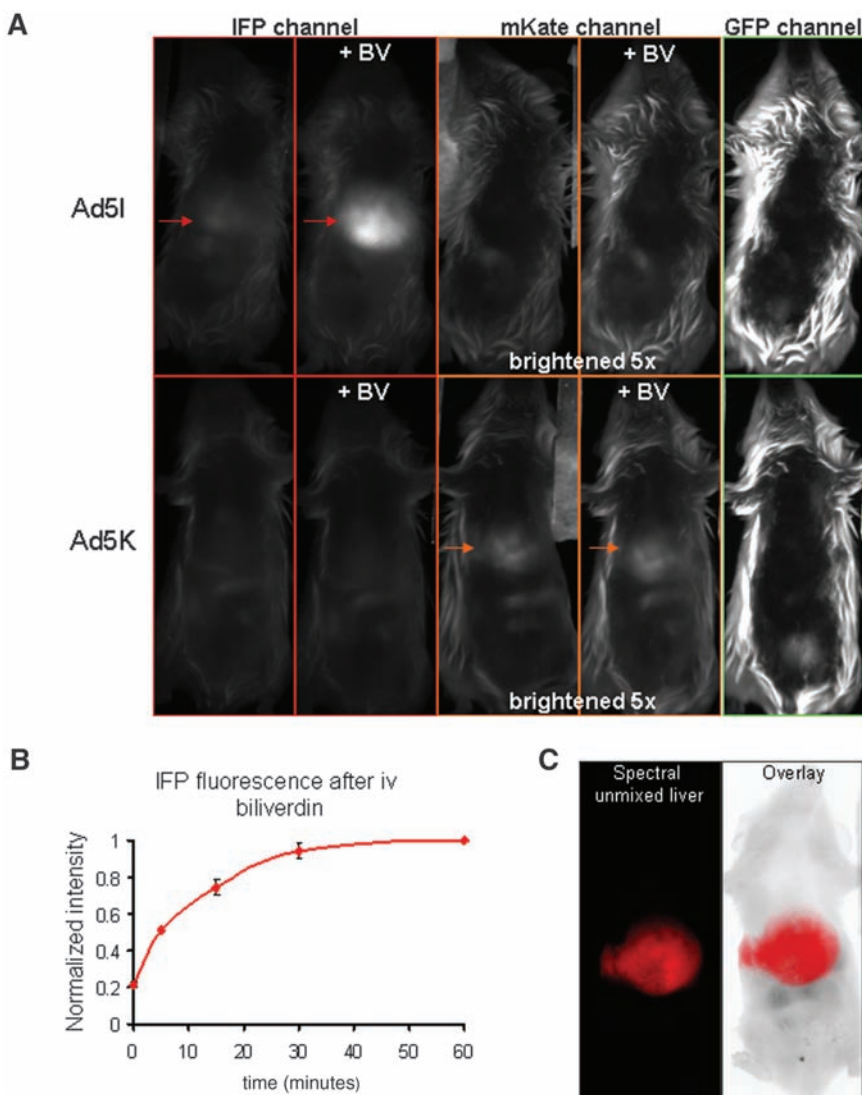 A
IFP channel
mKate channel
GFP channel
+ BV
+ BV
Ad5I
brightened 5x
+ BV
+ BV
Ad5K
brightened 5x
B
IFP fluorescence after iv
biliverdin
Normalized intensity
1
0.8
0.6
0.4
0.2
0
0 10 20 30 40 50 60
time (minutes)
C
Spectral
unmixed liver
Overlay